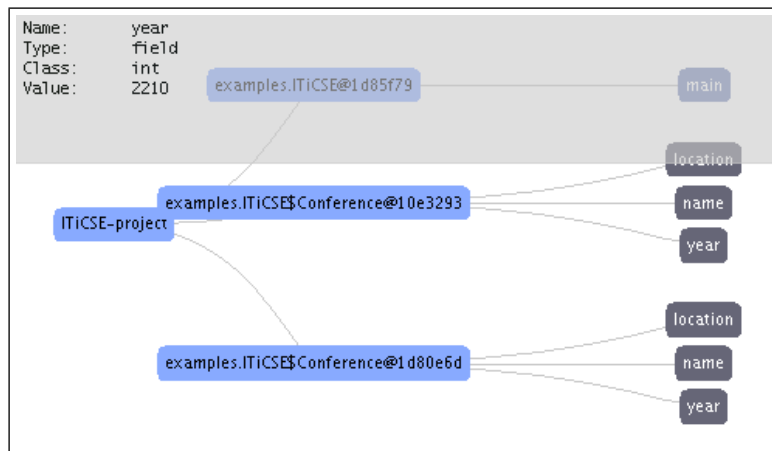 Name: year
Type: field
Class: int
Value: 2210
examples.ITiCSE@1d85f79
main
location
examples.ITiCSE$Conference@10e3293
name
ITiCSE-project
year
location
examples.ITiCSE$Conference@1d80e6d
name
year